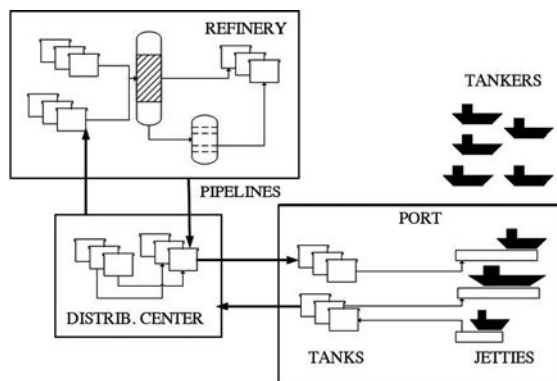 REFINERY
TANKERS
PIPELINES
PORT
DISTRIB. CENTER
TANKS
JETTIES